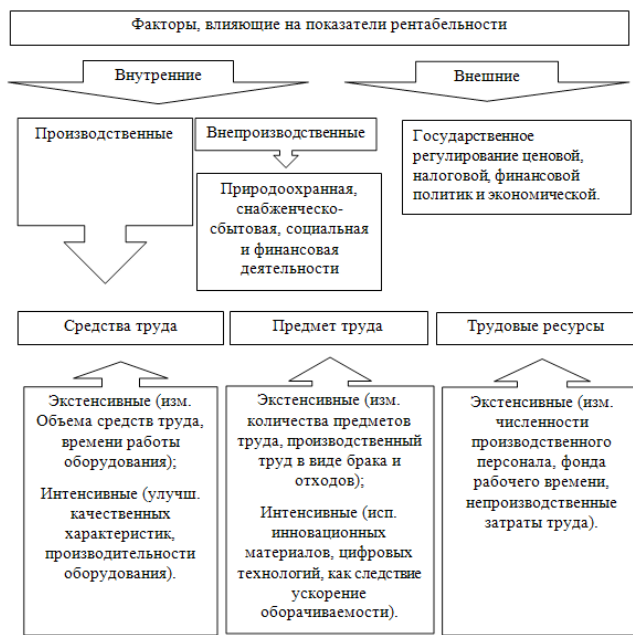 Факторы, влияющие на показатели рентабельности
Внутренние
Внешние
Производственные
Внепроизводственные
Природоохранная,
снабженческо-
сбытовая, социальная
и финансовая
деятельности
Государственное
регулирование ценовой,
налоговой, финансовой
политик и экономической.
Средства труда
Предмет труда
Трудовые ресурсы
Экстенсивные (изм.
Объема средств труда,
времени работы
оборудования);
Интенсивные (улучш.
качественных
характеристик,
производительности
оборудования).
Экстенсивные (изм.
количества предметов
труда, производственный
труд в виде брака и
отходов);
Интенсивные (исп.
инновационных
материалов, цифровых
технологий, как следствие
ускорение
оборачиваемости).
Экстенсивные (изм.
численности
производственного
персонала, фонда
рабочего времени,
непроизводственные
затраты труда).